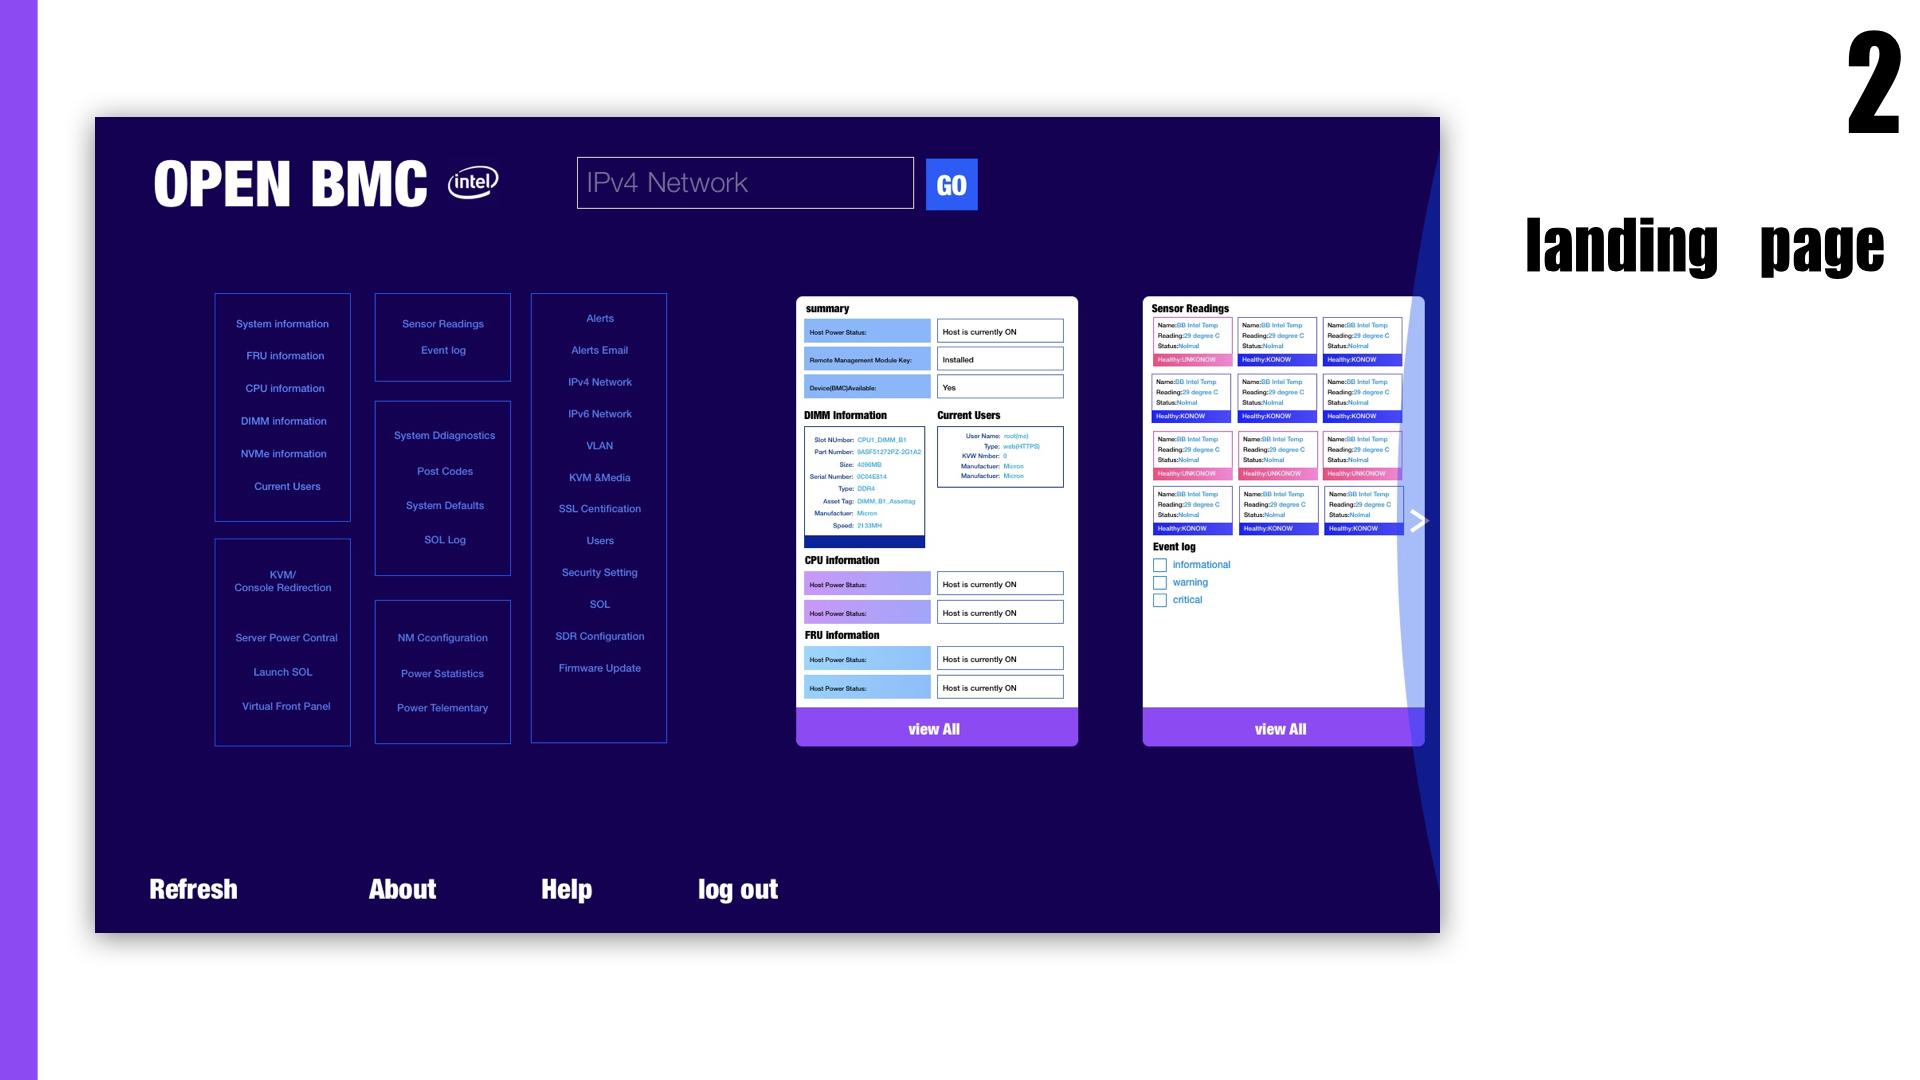 2
landing page
OPEN BMC intel
IPv4 Network
GO
System information
FRU information
CPU information
DIMM information
NVMe information
Current Users
KVM/
Console Redirection
Server Power Contral
Launch SOL
Virtual Front Panel
Sensor Readings
Event log
System Ddiagnostics
Post Codes
System Defaults
SOL Log
NM Cconfiguration
Power Sstatistics
Power Telementary
Alerts
Alerts Email
IPv4 Network
IPv6 Network
VLAN
KVM &Media
SSL Centification
Users
Security Setting
SOL
SDR Configuration
Firmware Update
summary
Host Power Status: Host is currently ON
Remote Management Module Key: Installed
Device(BMC)Available: Yes
DIMM Information
Slot NUmber: CPU1_DIMM_B1
Part Number: 9ASF51272PZ-2G1A2
Size: 4096MB
Serial Number: 0C04E814
Type: DDR4
Asset Tag: DIMM_B1_Assettag
Manufactuer: Micron
Speed: 2133MH
Current Users
User Name: root(me)
Type: web(HTTPS)
KVW Nmber: 0
Manufactuer: Micron
Manufactuer: Micron
CPU information
Host Power Status: Host is currently ON
Host Power Status: Host is currently ON
FRU information
Host Power Status: Host is currently ON
Host Power Status: Host is currently ON
view All
Sensor Readings
Name:BB Intel Temp
Reading:29 degree C
Status:Nolmal
Healthy:UNKONOW
Name:BB Intel Temp
Reading:29 degree C
Status:Nolmal
Healthy:KONOW
Name:BB Intel Temp
Reading:29 degree C
Status:Nolmal
Healthy:KONOW
Name:BB Intel Temp
Reading:29 degree C
Status:Nolmal
Healthy:KONOW
Name:BB Intel Temp
Reading:29 degree C
Status:Nolmal
Healthy:KONOW
Name:BB Intel Temp
Reading:29 degree C
Status:Nolmal
Healthy:KONOW
Name:BB Intel Temp
Reading:29 degree C
Status:Nolmal
Healthy:UNKONOW
Name:BB Intel Temp
Reading:29 degree C
Status:Nolmal
Healthy:UNKONOW
Name:BB Intel Temp
Reading:29 degree C
Status:Nolmal
Healthy:UNKONOW
Name:BB Intel Temp
Reading:29 degree C
Status:Nolmal
Healthy:KONOW
Name:BB Intel Temp
Reading:29 degree C
Status:Nolmal
Healthy:KONOW
Name:BB Intel Temp
Reading:29 degree C
Status:Nolmal
Healthy:KONOW
Event log
informational
warning
critical
view All
Refresh
About
Help
log out